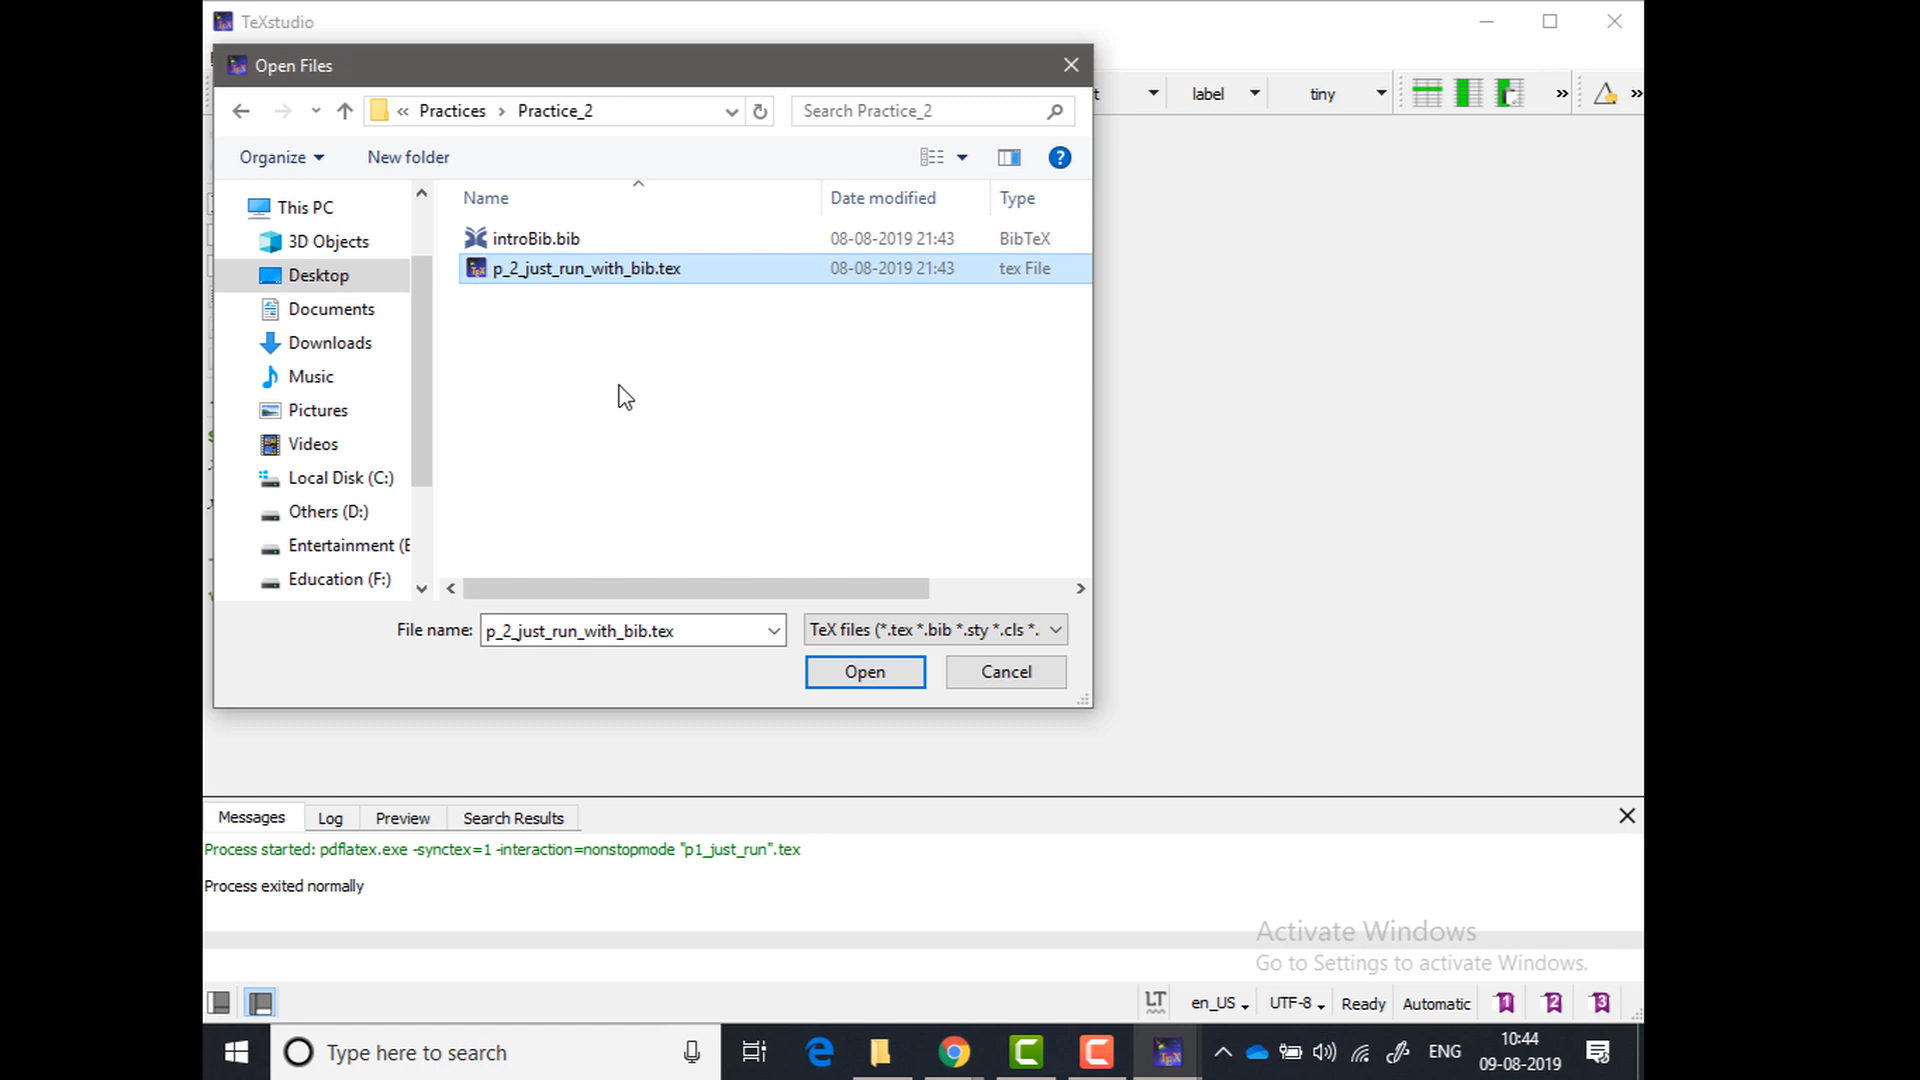 TeXstudio
Open Files
« Practices > Practice_2
Search Practice_2
t
label
tiny
»
»
Organize
New folder
?
This PC
3D Objects
Desktop
Documents
Downloads
Music
Pictures
Videos
Local Disk (C:)
Others (D:)
Entertainment (E
Education (F:)
Name
Date modified
Type
introBib.bib
08-08-2019 21:43
BibTeX
p_2_just_run_with_bib.tex
08-08-2019 21:43
tex File
File name:
p_2_just_run_with_bib.tex
TeX files (*.tex *.bib *.sty *.cls *.
Open
Cancel
Messages
Log
Preview
Search Results
Process started: pdflatex.exe -synctex=1 -interaction=nonstopmode "p1_just_run".tex
Process exited normally
Activate Windows
Go to Settings to activate Windows.
LT
en_US
UTF-8
Ready
Automatic
1
2
3
Type here to search
ENG
10:44
09-08-2019